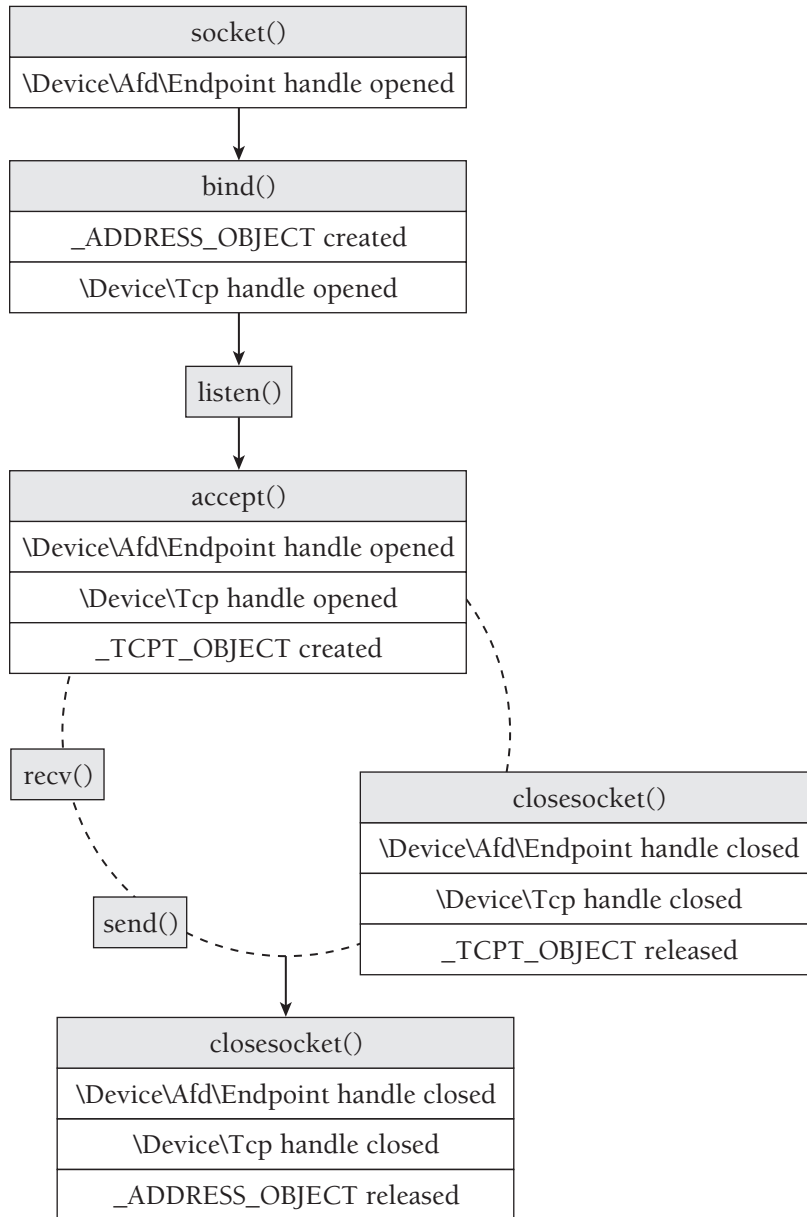 socket()
\Device\Afd\Endpoint handle opened
bind()
_ADDRESS_OBJECT created
\Device\Tcp handle opened
listen()
accept()
\Device\Afd\Endpoint handle opened
\Device\Tcp handle opened
_TCPT_OBJECT created
recv()
send()
closesocket()
\Device\Afd\Endpoint handle closed
\Device\Tcp handle closed
_TCPT_OBJECT released
closesocket()
\Device\Afd\Endpoint handle closed
\Device\Tcp handle closed
_ADDRESS_OBJECT released